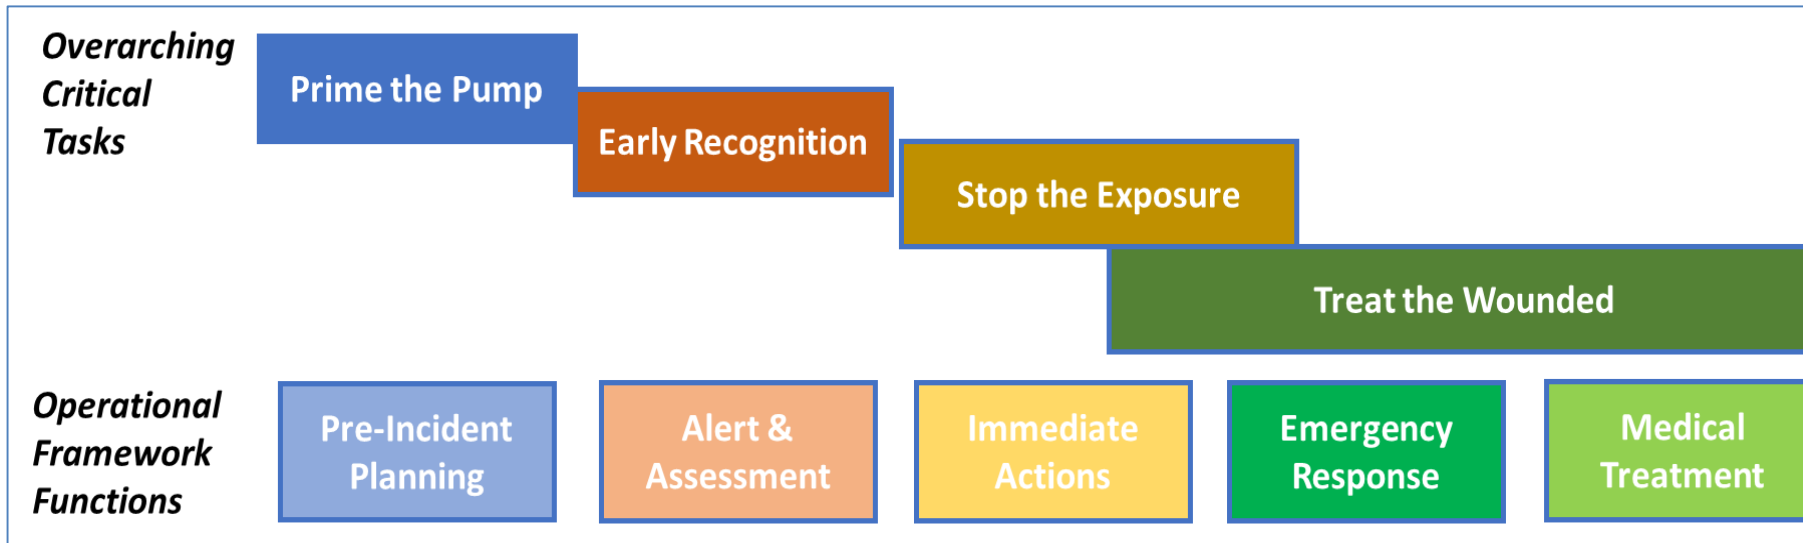 Overarching
Critical
Tasks
Prime the Pump
Early Recognition
Stop the Exposure
Treat the Wounded
Operational
Framework
Functions
Pre-Incident
Planning
Alert &
Assessment
Immediate
Actions
Emergency
Response
Medical
Treatment